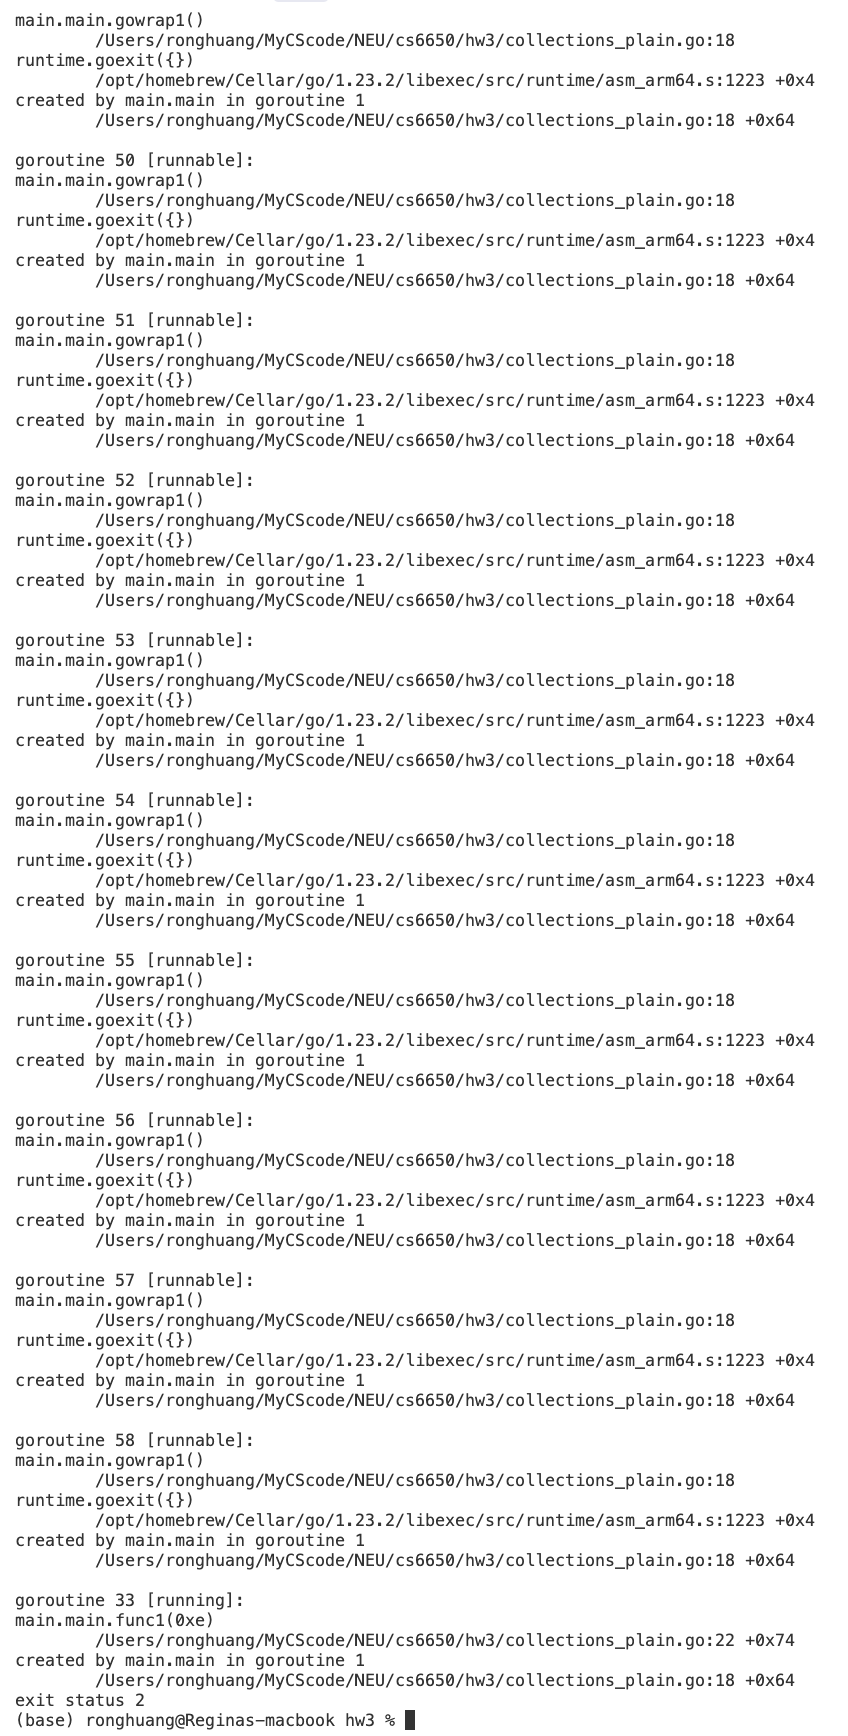 main.main.gowrap1()
/Users/ronghuang/MyCScode/NEU/cs6650/hw3/collections_plain.go:18
runtime.goexit({})
/opt/homebrew/Cellar/go/1.23.2/libexec/src/runtime/asm_arm64.s:1223 +0x4
created by main.main in goroutine 1
/Users/ronghuang/MyCScode/NEU/cs6650/hw3/collections_plain.go:18 +0x64

goroutine 50 [runnable]:
main.main.gowrap1()
/Users/ronghuang/MyCScode/NEU/cs6650/hw3/collections_plain.go:18
runtime.goexit({})
/opt/homebrew/Cellar/go/1.23.2/libexec/src/runtime/asm_arm64.s:1223 +0x4
created by main.main in goroutine 1
/Users/ronghuang/MyCScode/NEU/cs6650/hw3/collections_plain.go:18 +0x64

goroutine 51 [runnable]:
main.main.gowrap1()
/Users/ronghuang/MyCScode/NEU/cs6650/hw3/collections_plain.go:18
runtime.goexit({})
/opt/homebrew/Cellar/go/1.23.2/libexec/src/runtime/asm_arm64.s:1223 +0x4
created by main.main in goroutine 1
/Users/ronghuang/MyCScode/NEU/cs6650/hw3/collections_plain.go:18 +0x64

goroutine 52 [runnable]:
main.main.gowrap1()
/Users/ronghuang/MyCScode/NEU/cs6650/hw3/collections_plain.go:18
runtime.goexit({})
/opt/homebrew/Cellar/go/1.23.2/libexec/src/runtime/asm_arm64.s:1223 +0x4
created by main.main in goroutine 1
/Users/ronghuang/MyCScode/NEU/cs6650/hw3/collections_plain.go:18 +0x64

goroutine 53 [runnable]:
main.main.gowrap1()
/Users/ronghuang/MyCScode/NEU/cs6650/hw3/collections_plain.go:18
runtime.goexit({})
/opt/homebrew/Cellar/go/1.23.2/libexec/src/runtime/asm_arm64.s:1223 +0x4
created by main.main in goroutine 1
/Users/ronghuang/MyCScode/NEU/cs6650/hw3/collections_plain.go:18 +0x64

goroutine 54 [runnable]:
main.main.gowrap1()
/Users/ronghuang/MyCScode/NEU/cs6650/hw3/collections_plain.go:18
runtime.goexit({})
/opt/homebrew/Cellar/go/1.23.2/libexec/src/runtime/asm_arm64.s:1223 +0x4
created by main.main in goroutine 1
/Users/ronghuang/MyCScode/NEU/cs6650/hw3/collections_plain.go:18 +0x64

goroutine 55 [runnable]:
main.main.gowrap1()
/Users/ronghuang/MyCScode/NEU/cs6650/hw3/collections_plain.go:18
runtime.goexit({})
/opt/homebrew/Cellar/go/1.23.2/libexec/src/runtime/asm_arm64.s:1223 +0x4
created by main.main in goroutine 1
/Users/ronghuang/MyCScode/NEU/cs6650/hw3/collections_plain.go:18 +0x64

goroutine 56 [runnable]:
main.main.gowrap1()
/Users/ronghuang/MyCScode/NEU/cs6650/hw3/collections_plain.go:18
runtime.goexit({})
/opt/homebrew/Cellar/go/1.23.2/libexec/src/runtime/asm_arm64.s:1223 +0x4
created by main.main in goroutine 1
/Users/ronghuang/MyCScode/NEU/cs6650/hw3/collections_plain.go:18 +0x64

goroutine 57 [runnable]:
main.main.gowrap1()
/Users/ronghuang/MyCScode/NEU/cs6650/hw3/collections_plain.go:18
runtime.goexit({})
/opt/homebrew/Cellar/go/1.23.2/libexec/src/runtime/asm_arm64.s:1223 +0x4
created by main.main in goroutine 1
/Users/ronghuang/MyCScode/NEU/cs6650/hw3/collections_plain.go:18 +0x64

goroutine 58 [runnable]:
main.main.gowrap1()
/Users/ronghuang/MyCScode/NEU/cs6650/hw3/collections_plain.go:18
runtime.goexit({})
/opt/homebrew/Cellar/go/1.23.2/libexec/src/runtime/asm_arm64.s:1223 +0x4
created by main.main in goroutine 1
/Users/ronghuang/MyCScode/NEU/cs6650/hw3/collections_plain.go:18 +0x64

goroutine 33 [running]:
main.main.func1(0xe)
/Users/ronghuang/MyCScode/NEU/cs6650/hw3/collections_plain.go:22 +0x74
created by main.main in goroutine 1
/Users/ronghuang/MyCScode/NEU/cs6650/hw3/collections_plain.go:18 +0x64
exit status 2
(base) ronghuang@Reginas-macbook hw3 %